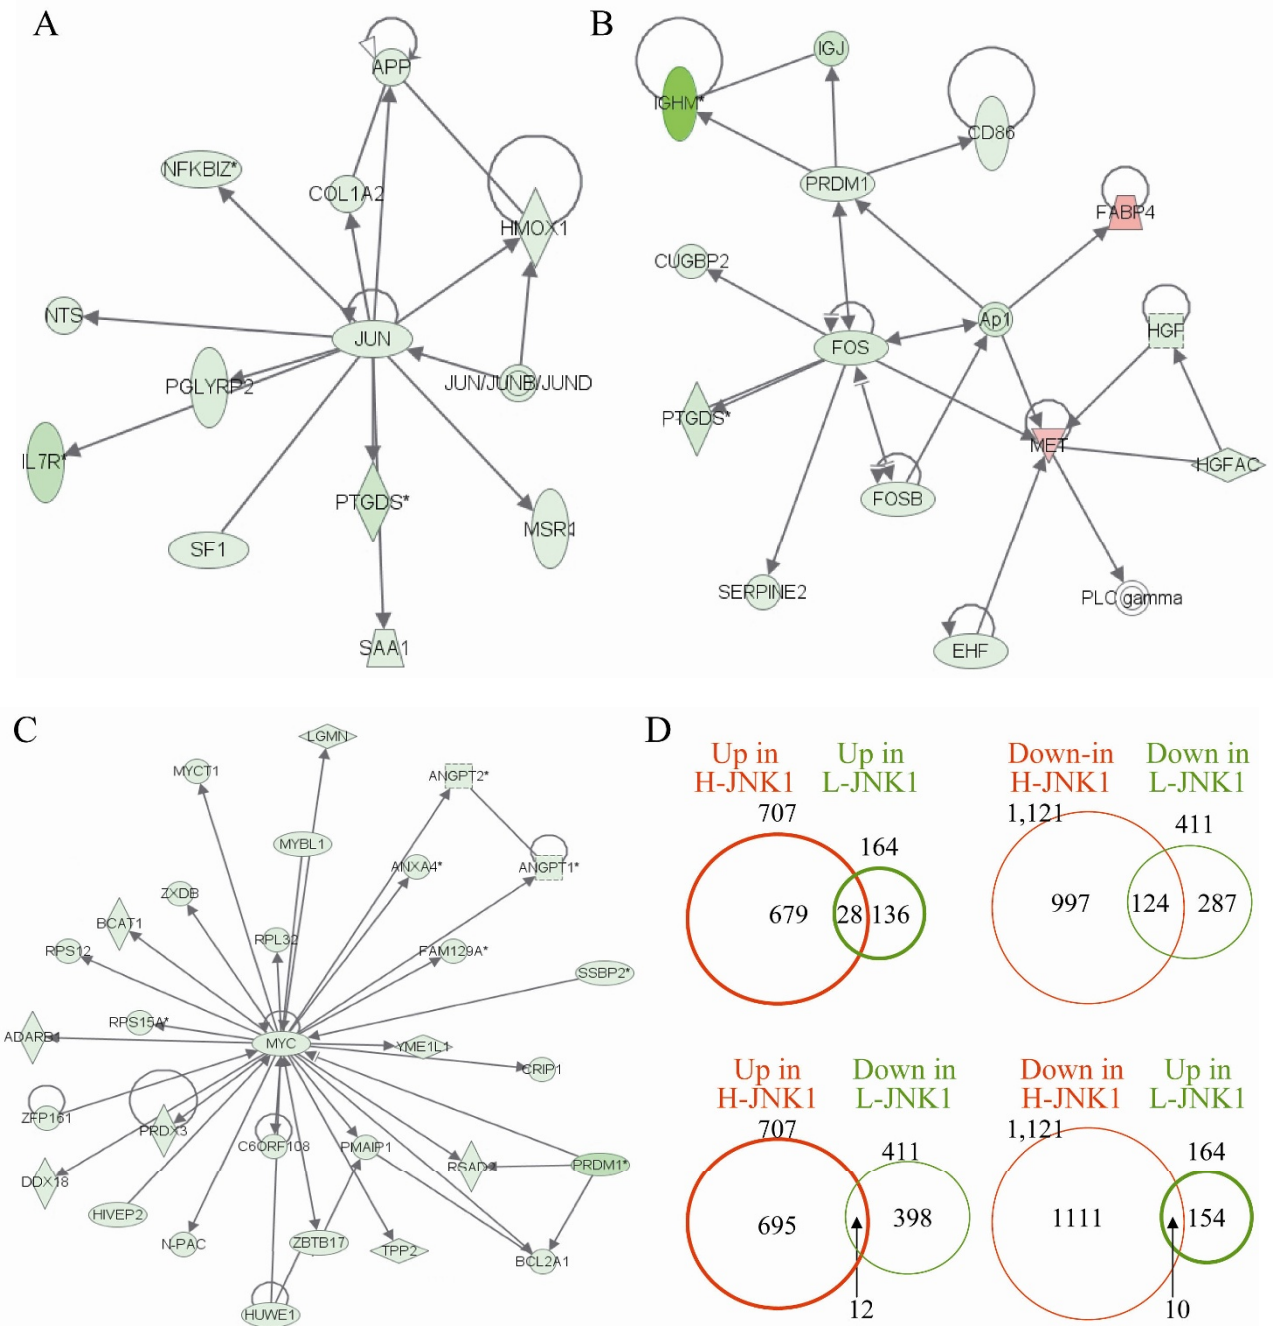 A
APP
NFKBIZ*
COL1A2
HMOX1
NTS
JUN
PGLYRP2
JUN/JUNB/JUND
IL7R*
PTGDS*
MSR1
SF1
SAA1
B
IGJ
IGHM*
CD86
PRDM1
FABP4
CUGBP2
Ap1
HGF
FOS
PTGDS*
MET
HGFAC
FOSB
SERPINE2
PLC gamma
EHF
C
LGMN
MYCT1
ANGPT2*
MYBL1
ANXA4*
ANGPT1*
ZXDB
BCAT1
RPL32
RPS12
FAM129A*
SSBP2*
RPS15A*
ADARB1
MYC
YME1L1
CRIP1
ZFP161
PRDX3
C6ORF108
PMAIP1
RSAD2
PRDM1*
DDX18
HIVEP2
N-PAC
ZBTB17
TPP2
BCL2A1
HUWE1
D
Up in
H-JNK1
707
Up in
L-JNK1
164
679
28
136
Down-in
H-JNK1
1,121
Down in
L-JNK1
411
997
124
287
Up in
H-JNK1
707
Down in
L-JNK1
411
695
398
12
Down in
H-JNK1
1,121
Up in
L-JNK1
164
1111
154
10